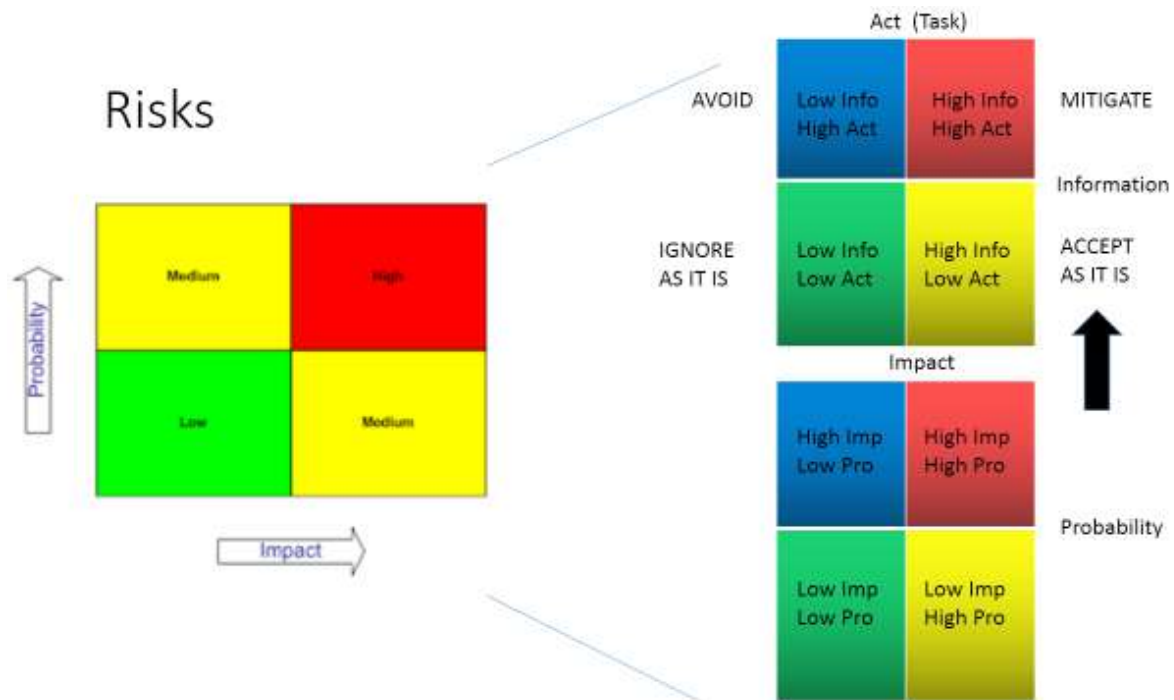 Risks
Probability
Medium
High
Low
Medium
Impact
Act (Task)
AVOID
Low Info
High Act
High Info
High Act
MITIGATE
Information
IGNORE
AS IT IS
Low Info
Low Act
High Info
Low Act
ACCEPT
AS IT IS
Impact
High Imp
Low Pro
High Imp
High Pro
Probability
Low Imp
Low Pro
Low Imp
High Pro